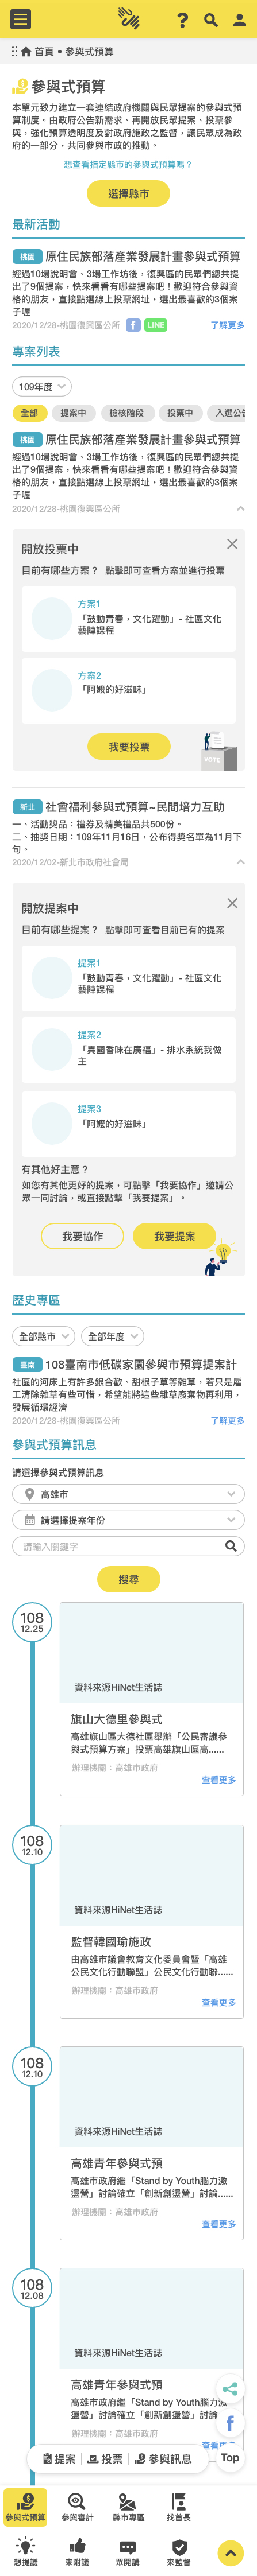 首頁 • 參與式預算
參與式預算
本單元致力建立一套連結政府機關與民眾提案的參與式預算制度。由政府公告新需求、再開放民眾提案、投票參與，強化預算透明度及對政府施政之監督，讓民眾成為政府的一部分，共同參與市政的推動。
想查看指定縣市的參與式預算嗎？
選擇縣市
最新活動
桃園 原住民族部落產業發展計畫參與式預算
經過10場說明會、3場工作坊後，復興區的民眾們總共提出了9個提案，快來看看有哪些提案吧！歡迎符合參與資格的朋友，直接點選線上投票網址，選出最喜歡的3個案子喔
2020/12/28-桃園復興區公所 LINE 了解更多
專案列表
109年度
全部 提案中 檢核階段 投票中 入選公告
桃園 原住民族部落產業發展計畫參與式預算
經過10場說明會、3場工作坊後，復興區的民眾們總共提出了9個提案，快來看看有哪些提案吧！歡迎符合參與資格的朋友，直接點選線上投票網址，選出最喜歡的3個案子喔
2020/12/28-桃園復興區公所
開放投票中
目前有哪些方案？ 點擊即可查看方案並進行投票
方案1
「鼓動青春，文化躍動」- 社區文化藝陣課程
方案2
「阿嬤的好滋味」
我要投票
VOTE
新北 社會福利參與式預算~民間培力互助
一、活動獎品：禮券及精美禮品共500份。
二、抽獎日期：109年11月16日，公布得獎名單為11月下旬。
2020/12/02-新北市政府社會局
開放提案中
目前有哪些提案？ 點擊即可查看目前已有的提案
提案1
「鼓動青春，文化躍動」- 社區文化藝陣課程
提案2
「異國香味在廣福」- 排水系統我做主
提案3
「阿嬤的好滋味」
有其他好主意？
如您有其他更好的提案，可點擊「我要協作」邀請公眾一同討論，或直接點擊「我要提案」。
我要協作 我要提案
歷史專區
全部縣市 全部年度
臺南 108臺南市低碳家園參與市預算提案計
社區的河床上有許多銀合歡、甜根子草等雜草，若只是雇工清除雜草有些可惜，希望能將這些雜草廢棄物再利用，發展循環經濟
2020/12/28-桃園復興區公所 了解更多
參與式預算訊息
請選擇參與式預算訊息
高雄市
請選擇提案年份
請輸入關鍵字
搜尋
108
12.25
資料來源HiNet生活誌
旗山大德里參與式
高雄旗山區大德社區舉辦「公民審議參與式預算方案」投票高雄旗山區高......
辦理機關：高雄市政府
查看更多
108
12.10
資料來源HiNet生活誌
監督韓國瑜施政
由高雄市議會教育文化委員會暨「高雄公民文化行動聯盟」公民文化行動聯......
辦理機關：高雄市政府
查看更多
108
12.10
資料來源HiNet生活誌
高雄青年參與式預
高雄市政府繼「Stand by Youth腦力激盪營」討論確立「創新創盪營」討論......
辦理機關：高雄市政府
查看更多
108
12.08
資料來源HiNet生活誌
高雄青年參與式預
高雄市政府繼「Stand by Youth腦力激盪營」討論確立「創新創盪營」討論
辦理機關：高雄市政府
查看更多
Top
提案 投票 參與訊息
參與式預算 參與審計 縣市專區 找首長
想提議 來附議 眾開講 來監督